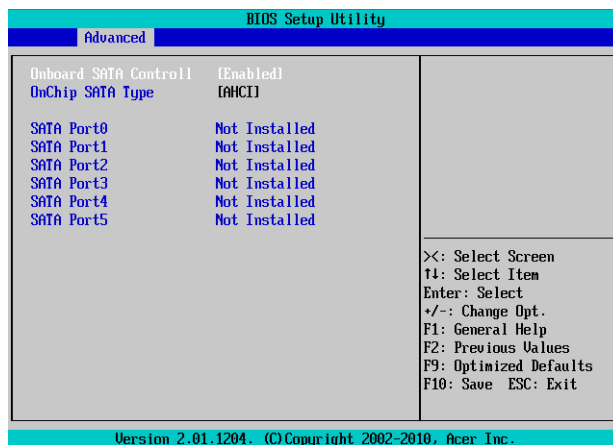 BIOS Setup Utility
Advanced
Onboard SATA Controll [Enabled]
OnChip SATA Type [AHCI]
SATA Port0 Not Installed
SATA Port1 Not Installed
SATA Port2 Not Installed
SATA Port3 Not Installed
SATA Port4 Not Installed
SATA Port5 Not Installed
><: Select Screen
↑↓: Select Item
Enter: Select
+/-: Change Opt.
F1: General Help
F2: Previous Values
F9: Optimized Defaults
F10: Save ESC: Exit
Version 2.01.1204. (C)Copyright 2002-2010, Acer Inc.